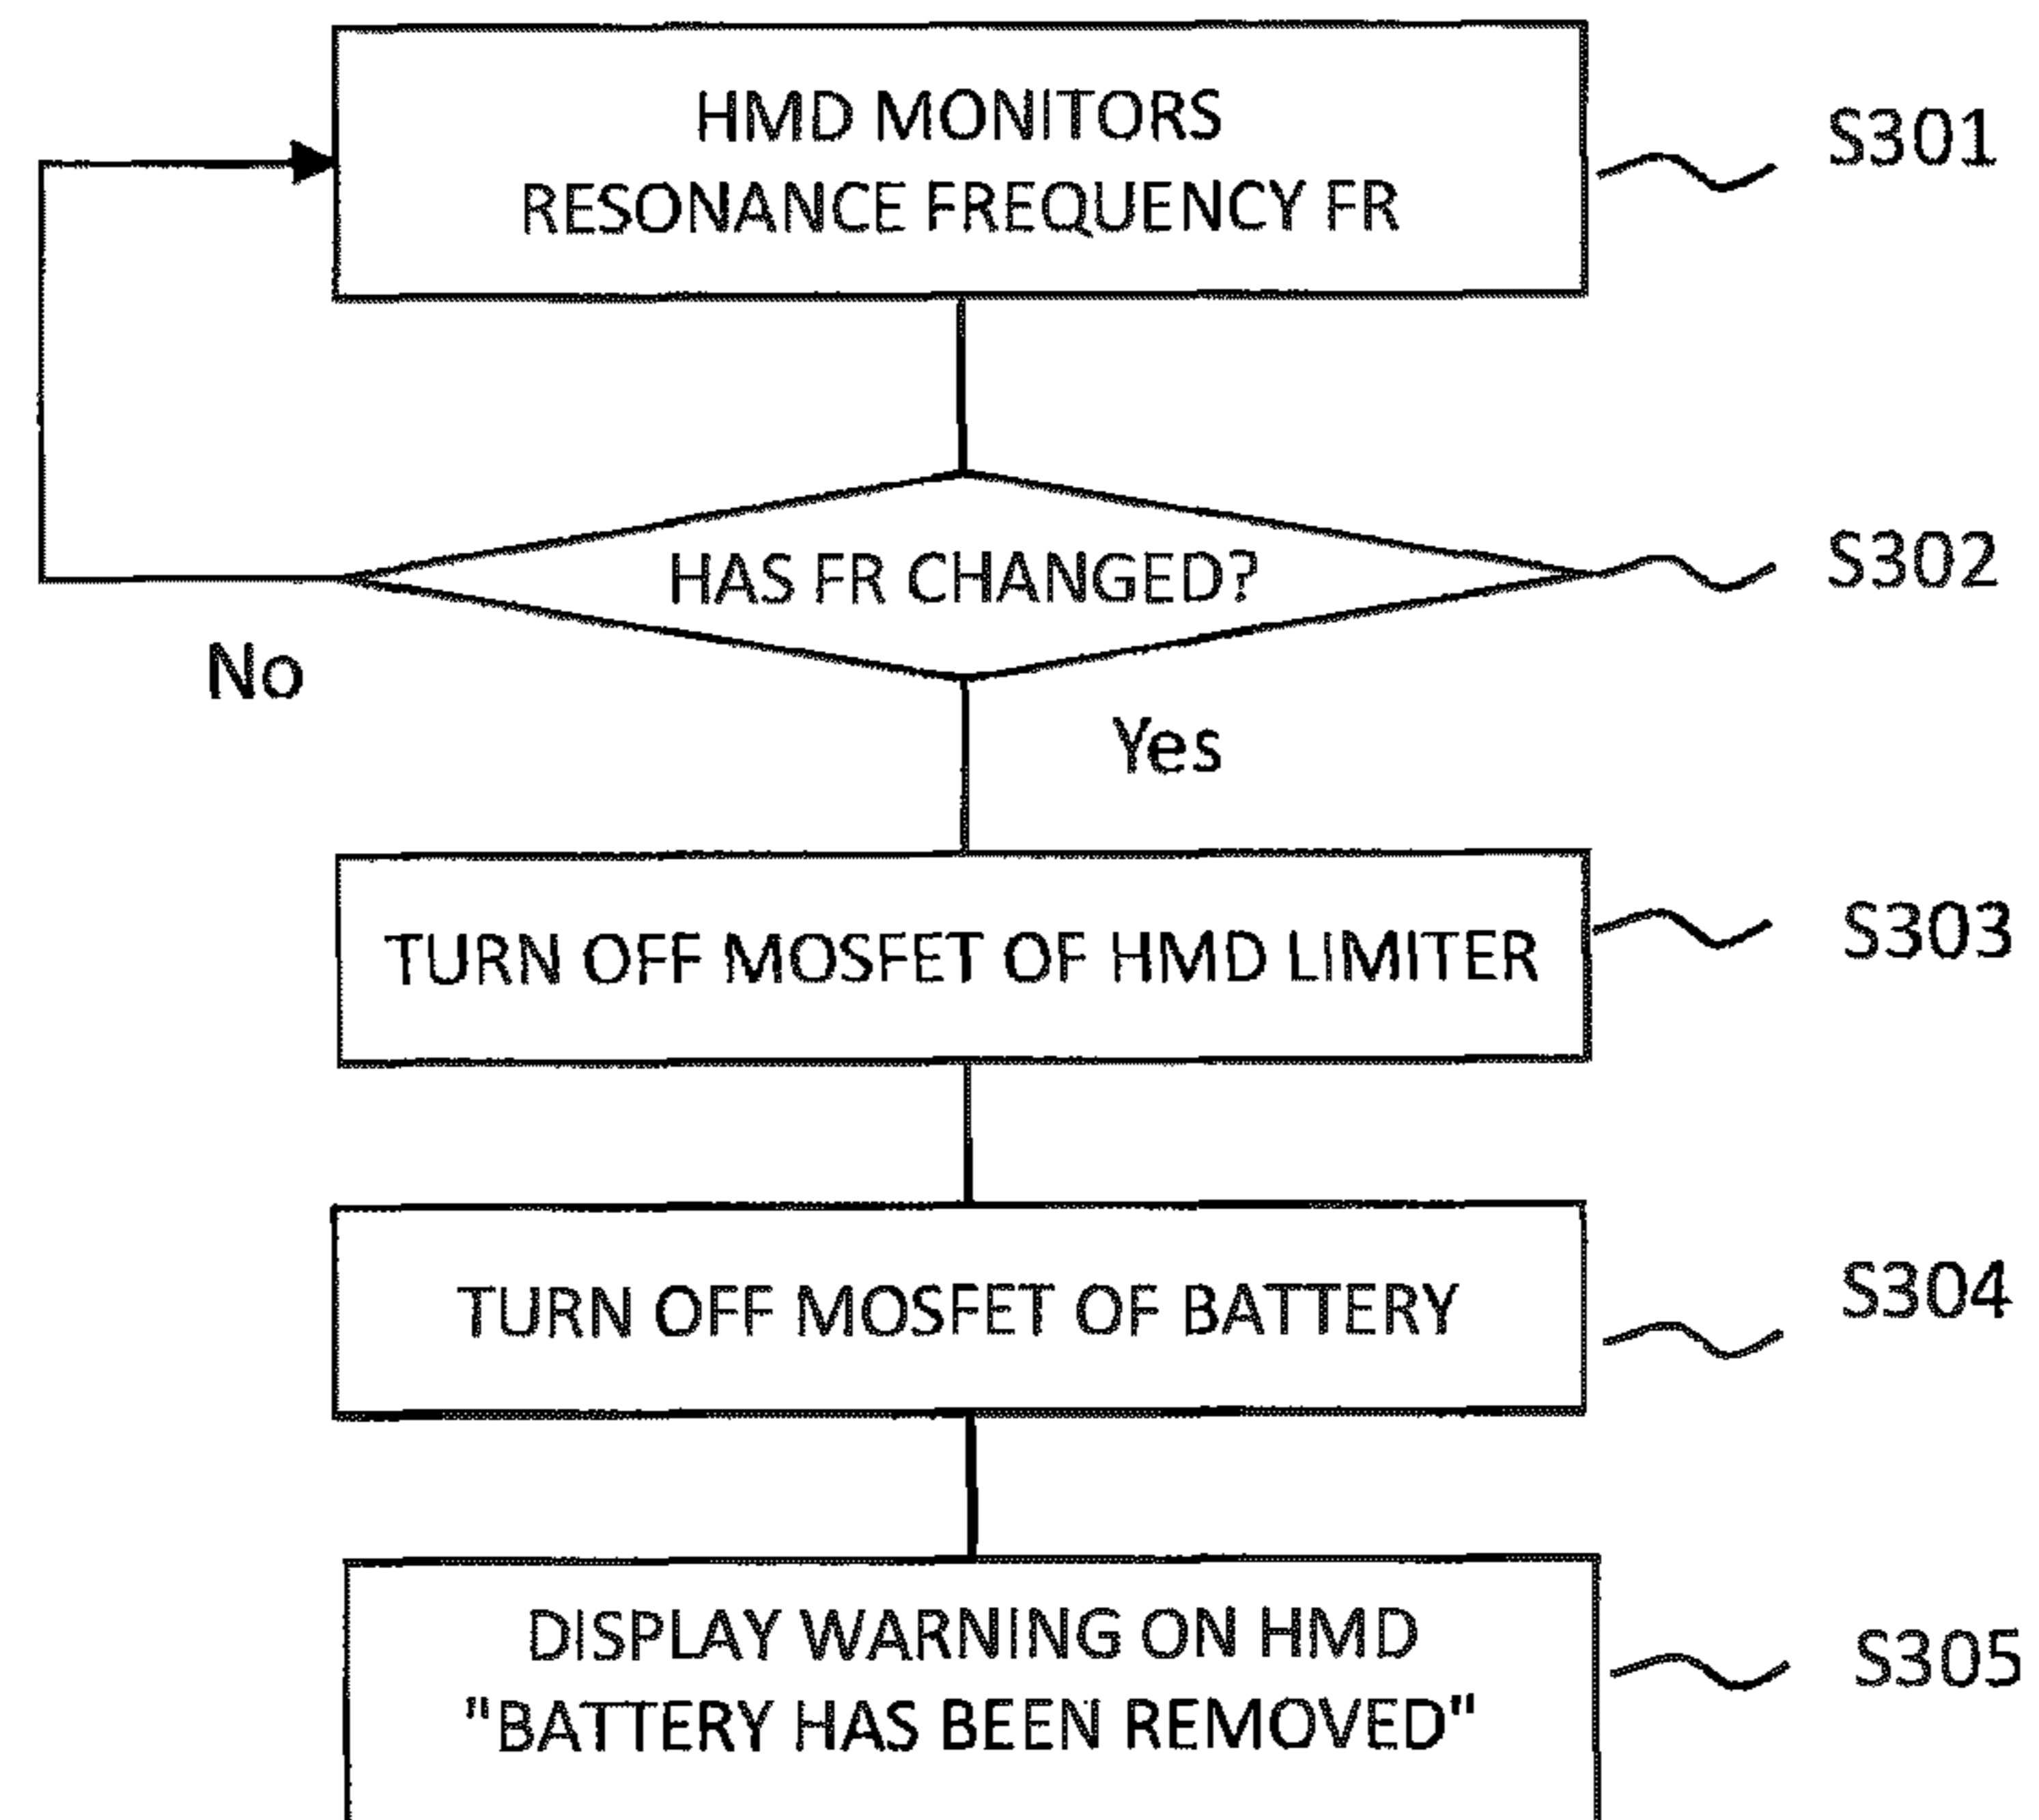 HMD MONITORS
RESONANCE FREQUENCY FR
S301
HAS FR CHANGED?
S302
No
Yes
TURN OFF MOSFET OF HMD LIMITER
S303
TURN OFF MOSFET OF BATTERY
S304
DISPLAY WARNING ON HMD
"BATTERY HAS BEEN REMOVED"
S305